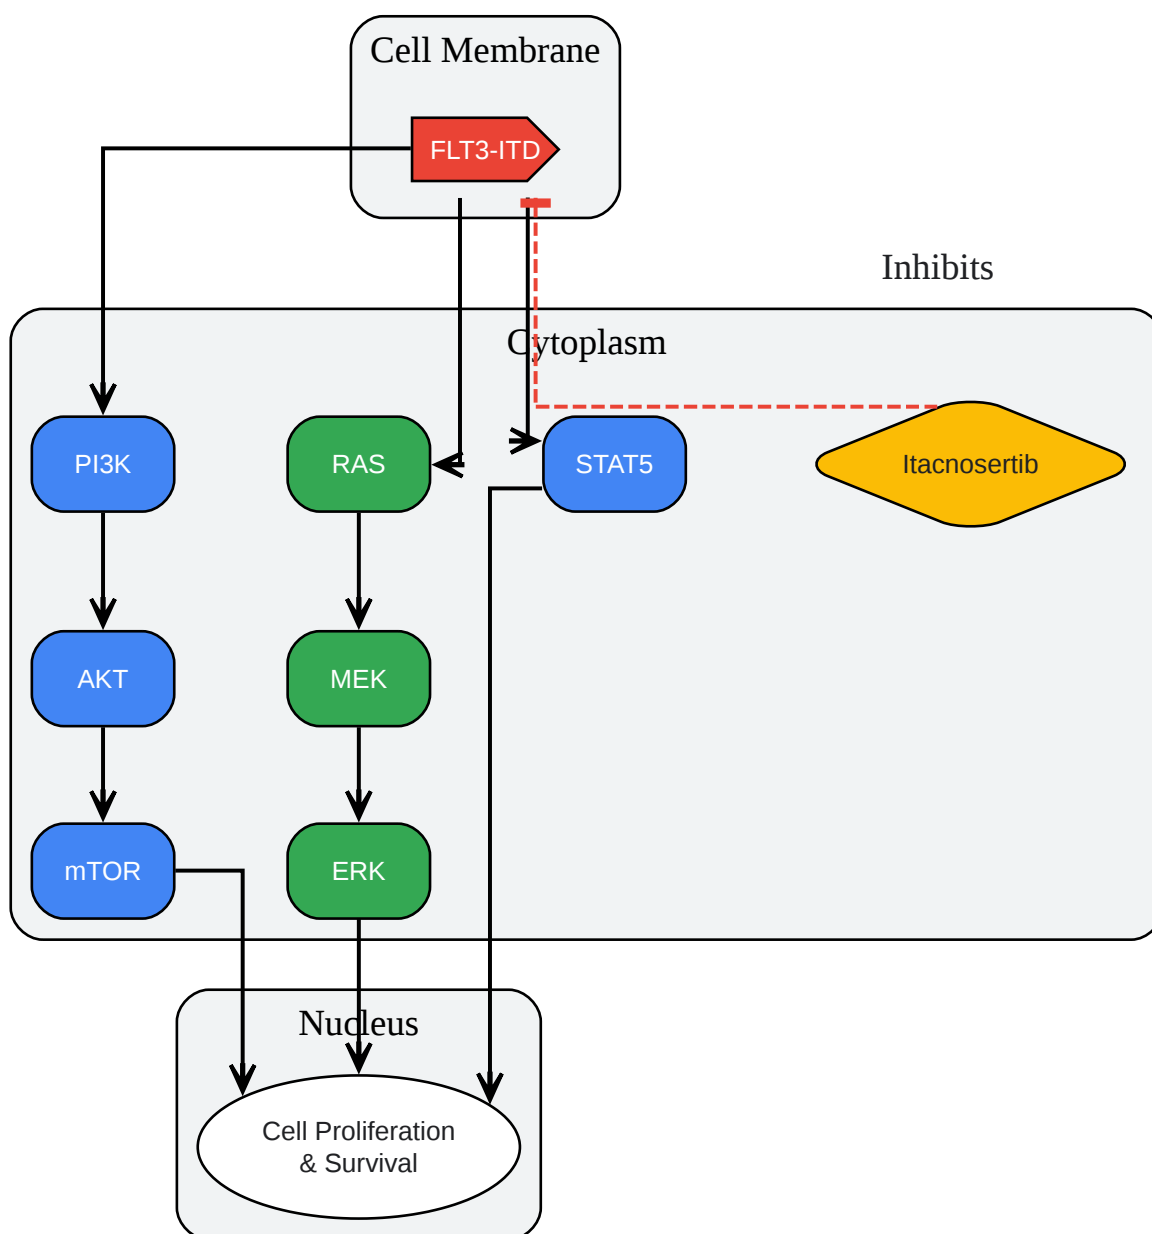 Cell Membrane
FLT3-ITD
Inhibits
Cytoplasm
PI3K
RAS
STAT5
Itacnosertib
AKT
MEK
mTOR
ERK
Nucleus
Cell Proliferation
& Survival